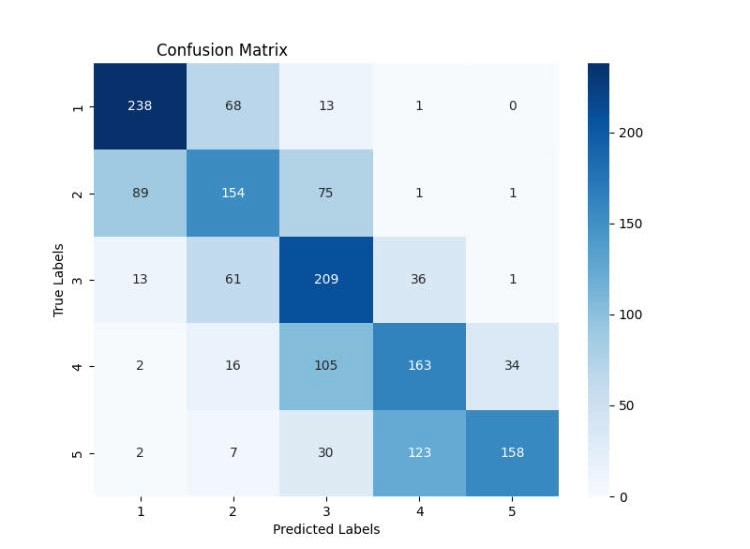 Confusion Matrix
1 238 68 13 1 0
2 89 154 75 1 1
3 13 61 209 36 1
4 2 16 105 163 34
5 2 7 30 123 158
1 2 3 4 5
Predicted Labels
True Labels
200
150
100
50
0